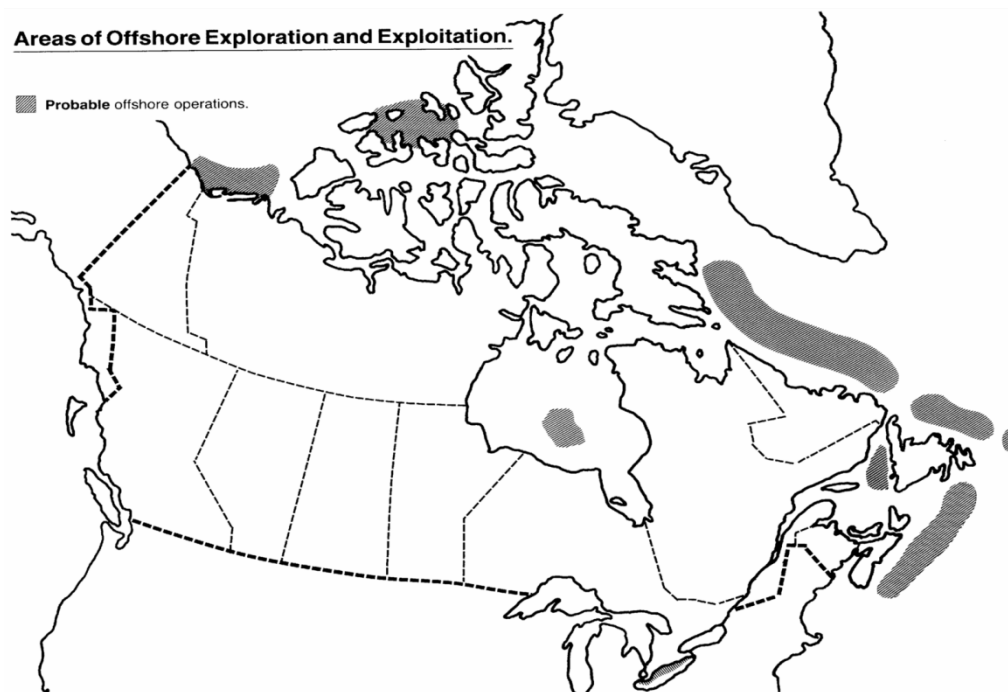 Areas of Offshore Exploration and Exploitation.
Probable offshore operations.